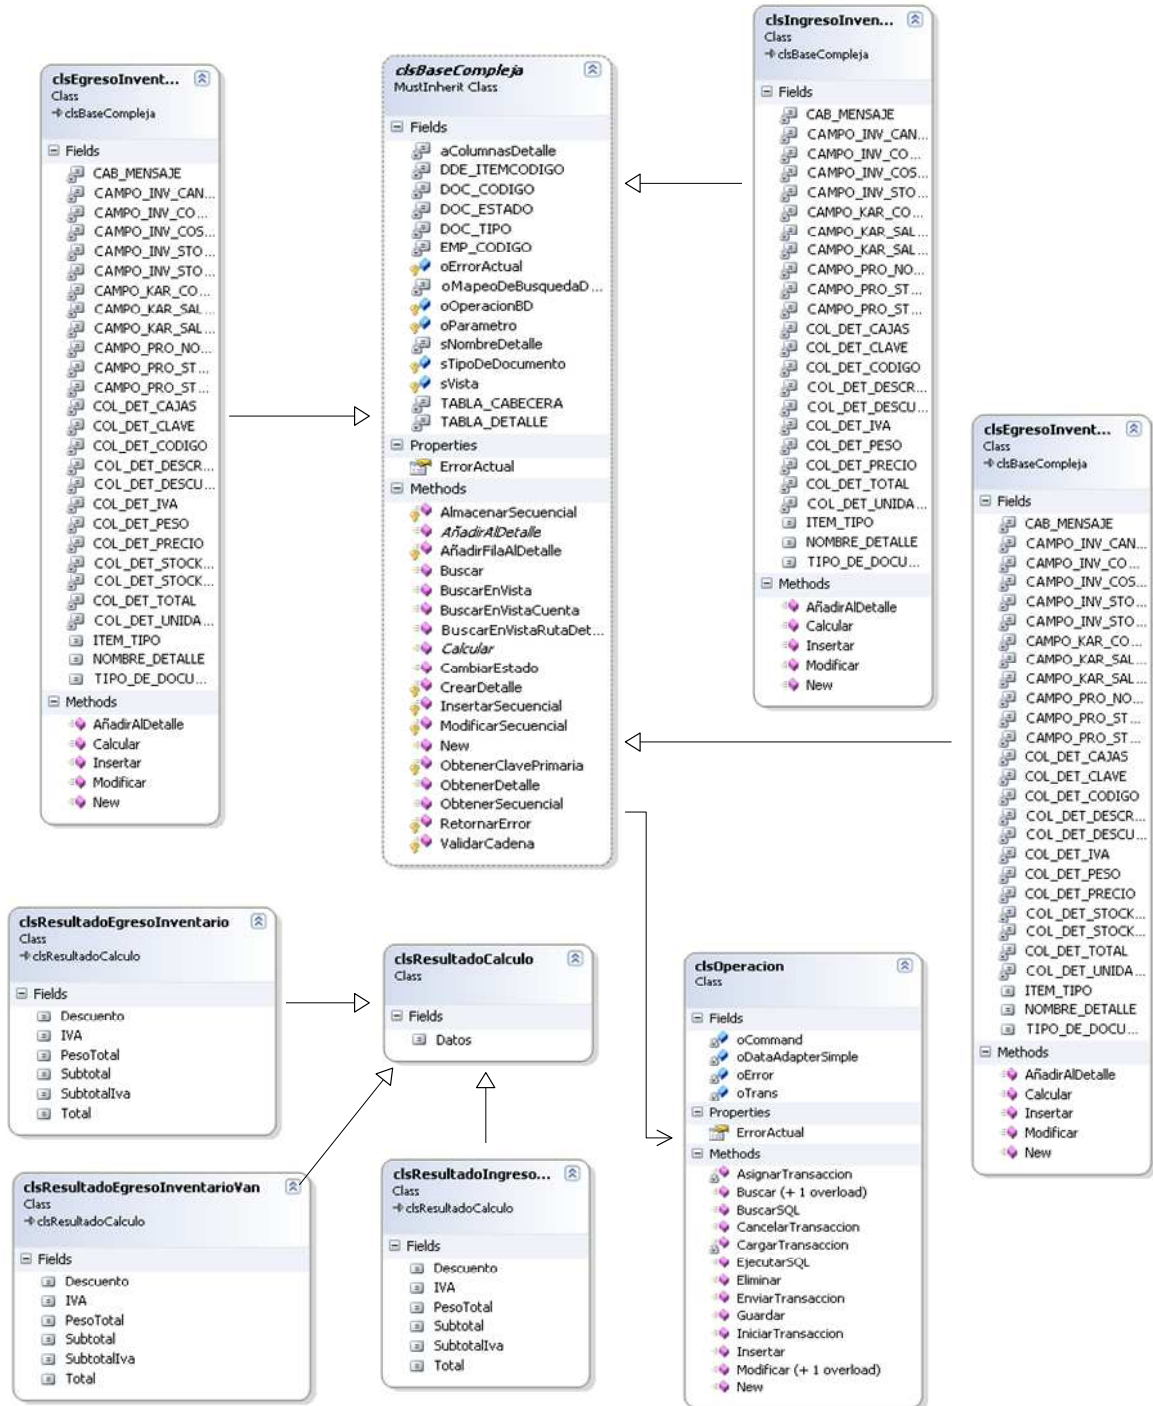 clsEgresoInvent...
Class
clsBaseCompleja
Fields
CAB_MENSAJE
CAMPO_INV_CAN...
CAMPO_INV_CO...
CAMPO_INV_COS...
CAMPO_INV_STO...
CAMPO_INV_STO...
CAMPO_KAR_CO...
CAMPO_KAR_SAL...
CAMPO_KAR_SAL...
CAMPO_PRO_NO...
CAMPO_PRO_ST...
CAMPO_PRO_ST...
COL_DET_CAJAS
COL_DET_CLAVE
COL_DET_CODIGO
COL_DET_DESCR...
COL_DET_DESCU...
COL_DET_IVA
COL_DET_PESO
COL_DET_PRECIO
COL_DET_STOCK...
COL_DET_STOCK...
COL_DET_TOTAL
COL_DET_UNIDA...
ITEM_TIPO
NOMBRE_DETALLE
TIPO_DE_DOCU...
Methods
AñadirAlDetalle
Calcular
Insertar
Modificar
New
clsBaseCompleja
MustInherit Class
Fields
aColumnasDetalle
DDE_ITEMCODIGO
DOC_CODIGO
DOC_ESTADO
DOC_TIPO
EMP_CODIGO
oErrorActual
oMapeoDeBusquedaD...
oOperacionBD
oParametro
sNombreDetalle
sTipoDeDocumento
sVista
TABLA_CABECERA
TABLA_DETALLE
Properties
ErrorActual
Methods
AlmacenarSecuencial
AñadirAlDetalle
AñadirFilaAlDetalle
Buscar
BuscarEnVista
BuscarEnVistaCuenta
BuscarEnVistaRutaDet...
Calcular
CambiarEstado
CrearDetalle
InsertarSecuencial
ModificarSecuencial
New
ObtenerClavePrimaria
ObtenerDetalle
ObtenerSecuencial
RetornarError
ValidarCadena
clsIngresoInven...
Class
clsBaseCompleja
Fields
CAB_MENSAJE
CAMPO_INV_CAN...
CAMPO_INV_CO...
CAMPO_INV_COS...
CAMPO_INV_STO...
CAMPO_KAR_CO...
CAMPO_KAR_SAL...
CAMPO_KAR_SAL...
CAMPO_PRO_NO...
CAMPO_PRO_ST...
CAMPO_PRO_ST...
COL_DET_CAJAS
COL_DET_CLAVE
COL_DET_CODIGO
COL_DET_DESCR...
COL_DET_DESCU...
COL_DET_IVA
COL_DET_PESO
COL_DET_PRECIO
COL_DET_TOTAL
COL_DET_UNIDA...
ITEM_TIPO
NOMBRE_DETALLE
TIPO_DE_DOCU...
Methods
AñadirAlDetalle
Calcular
Insertar
Modificar
New
clsEgresoInvent...
Class
clsBaseCompleja
Fields
CAB_MENSAJE
CAMPO_INV_CAN...
CAMPO_INV_CO...
CAMPO_INV_COS...
CAMPO_INV_STO...
CAMPO_INV_STO...
CAMPO_KAR_CO...
CAMPO_KAR_SAL...
CAMPO_KAR_SAL...
CAMPO_PRO_NO...
CAMPO_PRO_ST...
CAMPO_PRO_ST...
COL_DET_CAJAS
COL_DET_CLAVE
COL_DET_CODIGO
COL_DET_DESCR...
COL_DET_DESCU...
COL_DET_IVA
COL_DET_PESO
COL_DET_PRECIO
COL_DET_STOCK...
COL_DET_STOCK...
COL_DET_TOTAL
COL_DET_UNIDA...
ITEM_TIPO
NOMBRE_DETALLE
TIPO_DE_DOCU...
Methods
AñadirAlDetalle
Calcular
Insertar
Modificar
New
clsResultadoEgresoInventario
Class
clsResultadoCalculo
Fields
Descuento
IVA
PesoTotal
Subtotal
SubtotalIva
Total
clsResultadoCalculo
Class
Fields
Datos
clsOperacion
Class
Fields
oCommand
oDataAdapterSimple
oError
oTrans
Properties
ErrorActual
Methods
AsignarTransaccion
Buscar (+ 1 overload)
BuscarSQL
CancelarTransaccion
CargarTransaccion
EjecutarSQL
Eliminar
EnviarTransaccion
Guardar
IniciarTransaccion
Insertar
Modificar (+ 1 overload)
New
clsResultadoEgresoInventarioVan
Class
clsResultadoCalculo
Fields
Descuento
IVA
PesoTotal
Subtotal
SubtotalIva
Total
clsResultadoIngreso...
Class
clsResultadoCalculo
Fields
Descuento
IVA
PesoTotal
Subtotal
SubtotalIva
Total